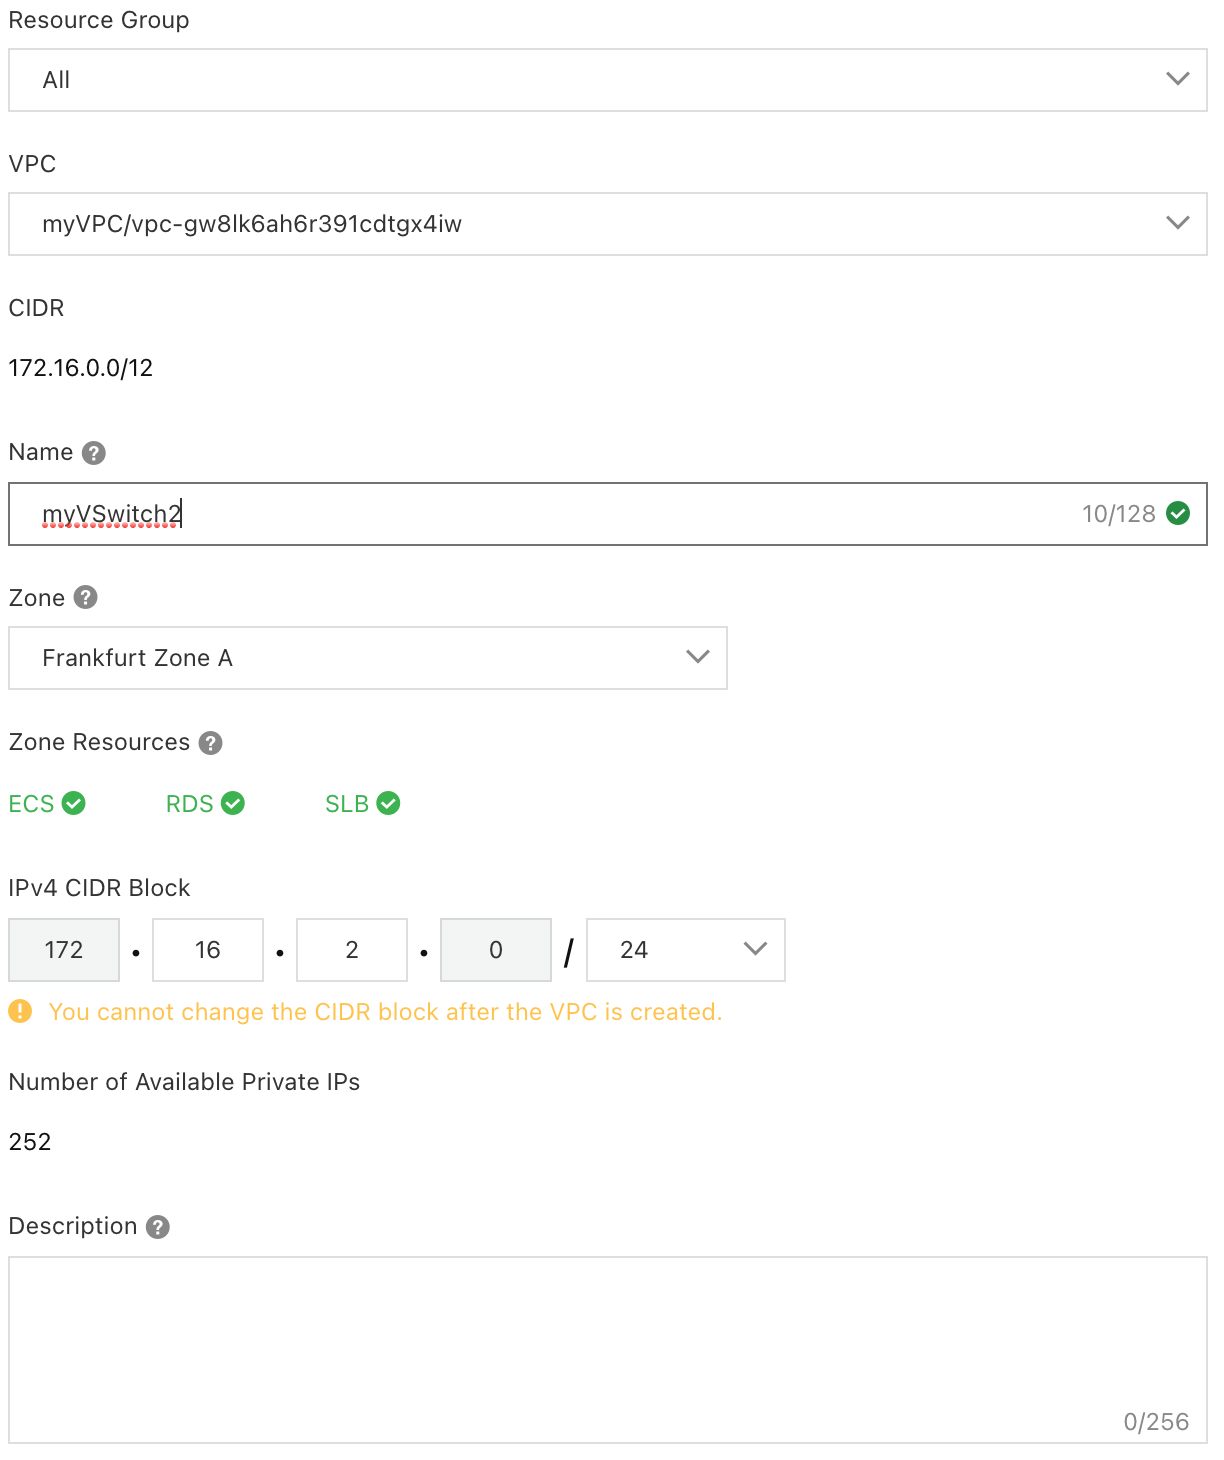 Resource Group
All
VPC
myVPC/vpc-gw8lk6ah6r391cdtgx4iw
CIDR
172.16.0.0/12
Name ?
myVSwitch2 10/128
Zone ?
Frankfurt Zone A
Zone Resources ?
ECS RDS SLB
IPv4 CIDR Block
172 . 16 . 2 . 0 / 24
! You cannot change the CIDR block after the VPC is created.
Number of Available Private IPs
252
Description ?
0/256